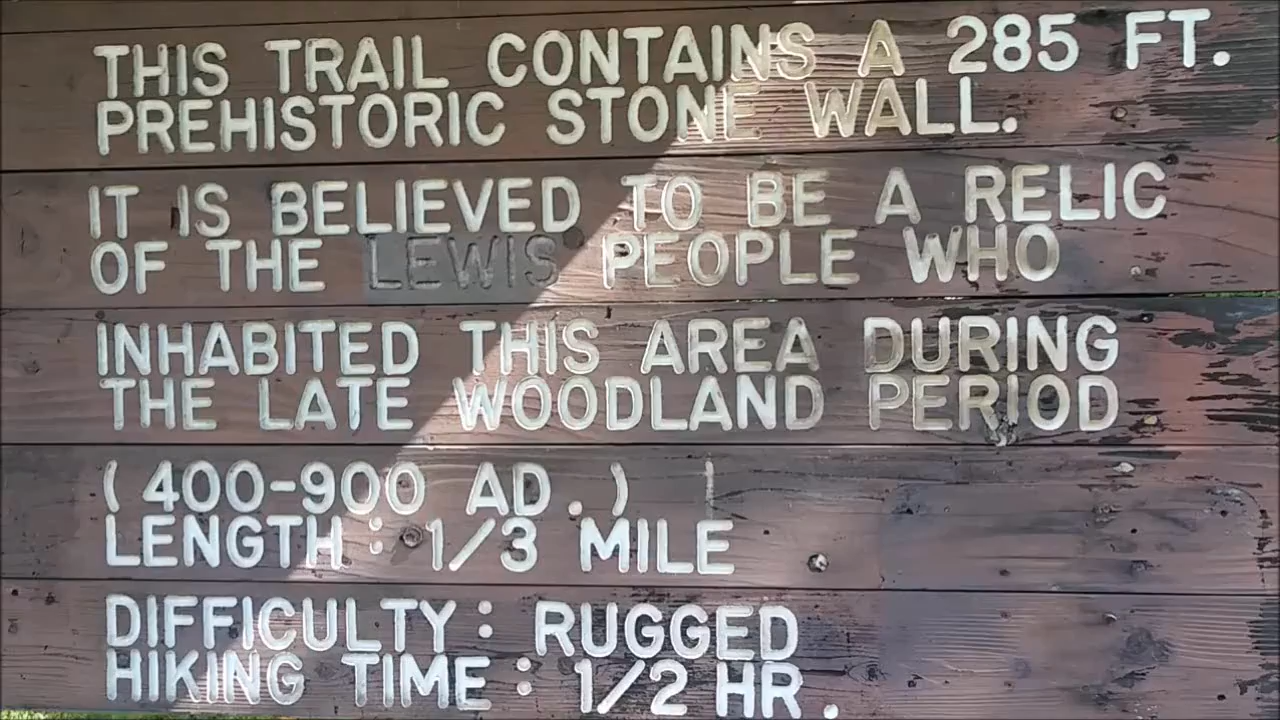 THIS TRAIL CONTAINS A 285 FT.
PREHISTORIC STONE WALL.
IT IS BELIEVED TO BE A RELIC
OF THE LEWIS PEOPLE WHO
INHABITED THIS AREA DURING
THE LATE WOODLAND PERIOD
(400-900 AD.)
LENGTH: 1/3 MILE
DIFFICULTY: RUGGED
HIKING TIME: 1/2 HR.